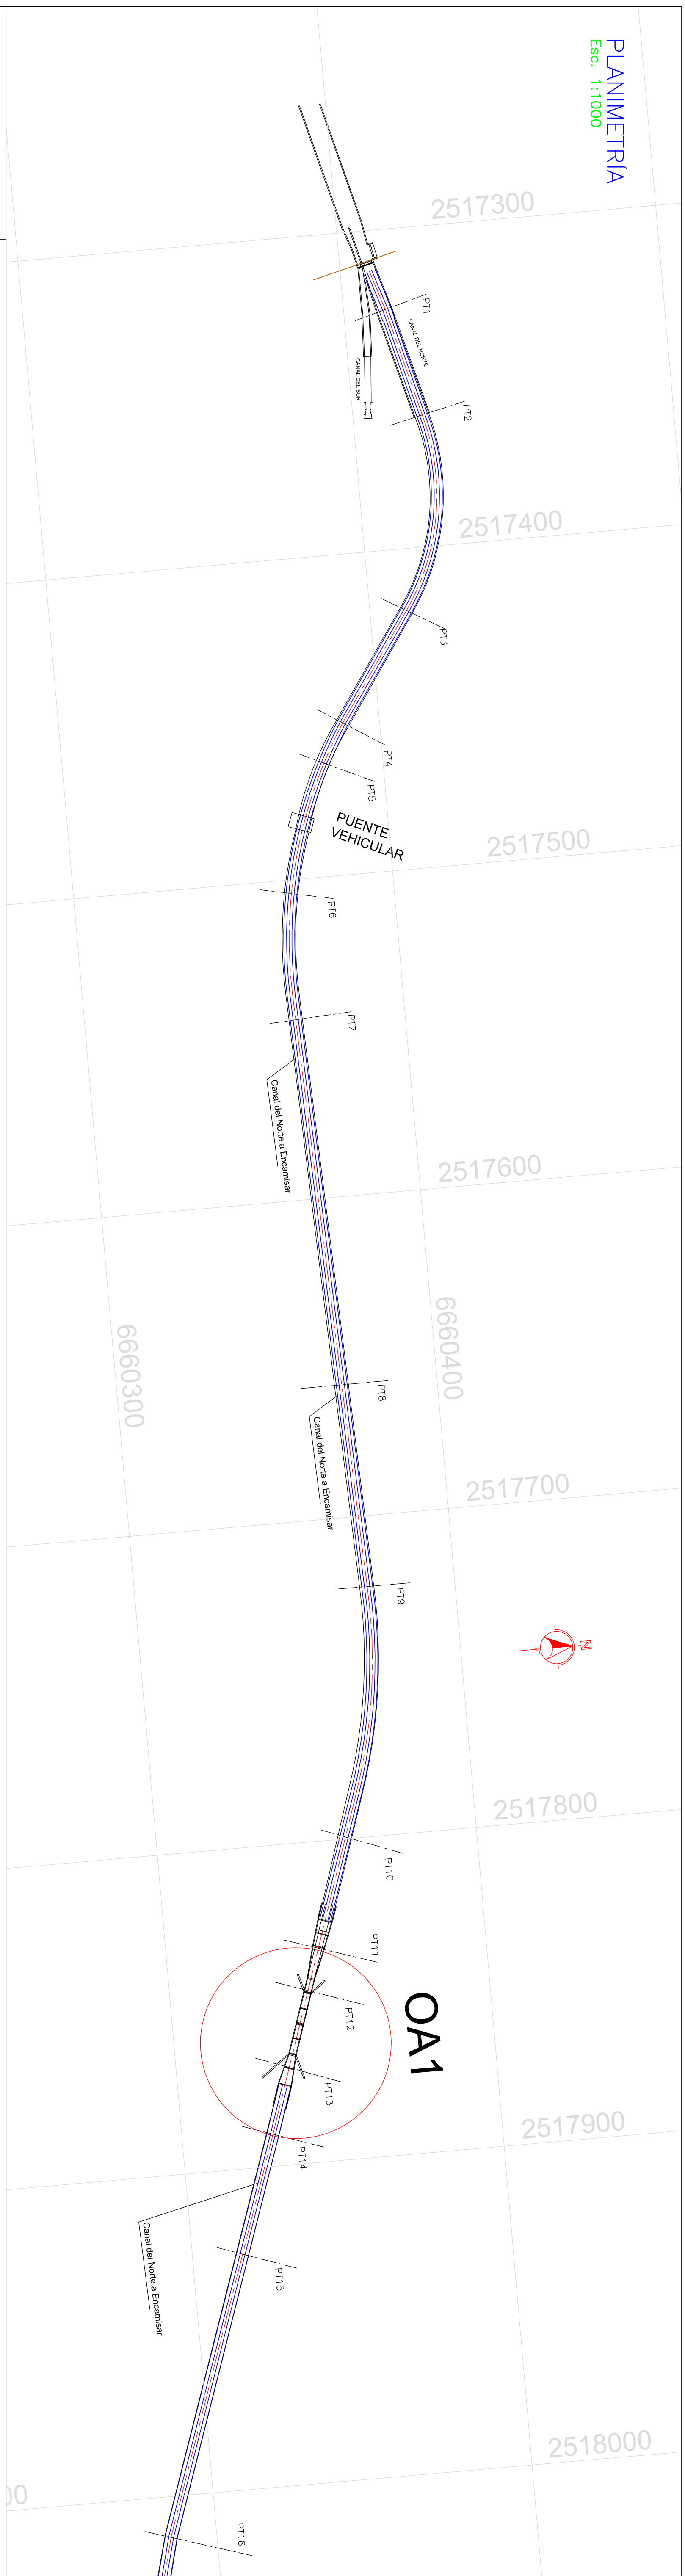 PLANIMETRÍA
Esc. 1:1000
2517300
PT1
CANAL DEL NORTE
CANAL DEL SUR
PT2
2517400
PT3
PT4
PT5
PUENTE
VEHICULAR
2517500
PT6
PT7
Canal del Norte a Encamisar
2517600
6660400
6660300
PT8
Canal del Norte a Encamisar
2517700
PT9
N
2517800
PT10
PT11
OA1
PT12
PT13
2517900
PT14
Canal del Norte a Encamisar
PT15
2518000
PT16